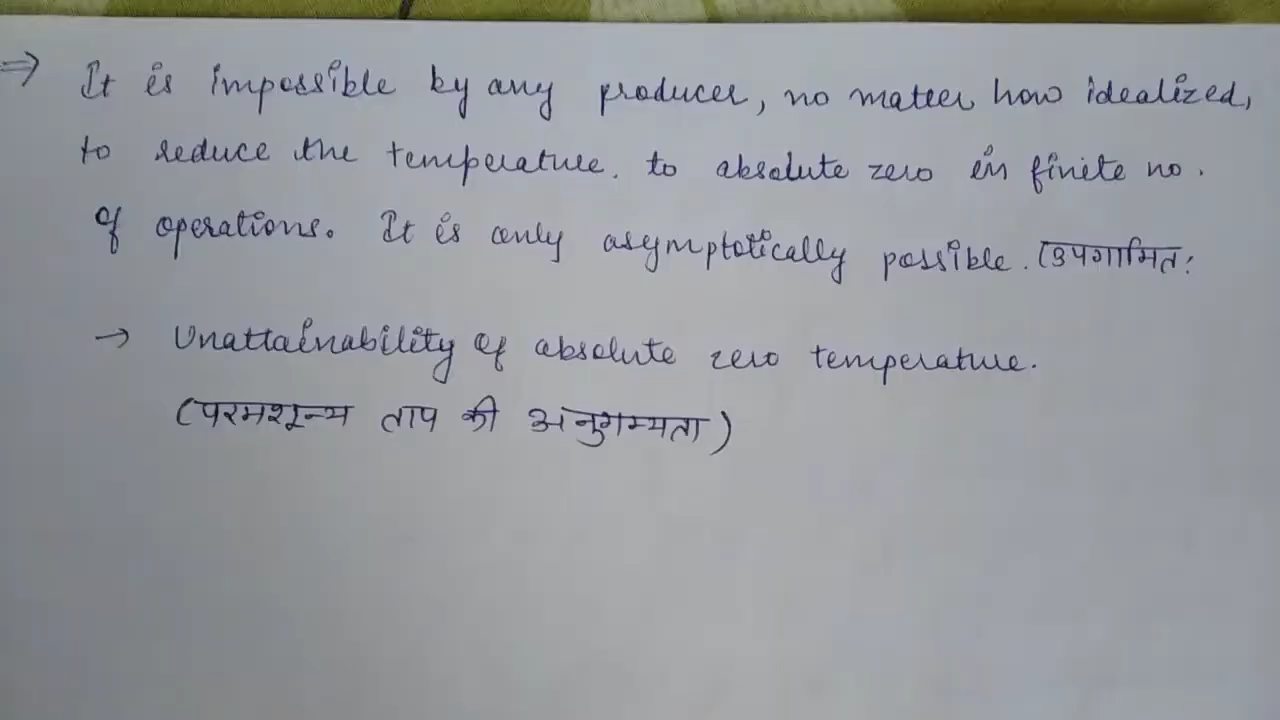 ⇒ It is impossible by any producer, no matter how idealized,
to reduce the temperature. to absolute zero in finite no.
of operations. It is only asymptotically possible. (उपगामितः
→ Unattainability of absolute zero temperature.
(परमशून्य ताप की अनुगम्यता)